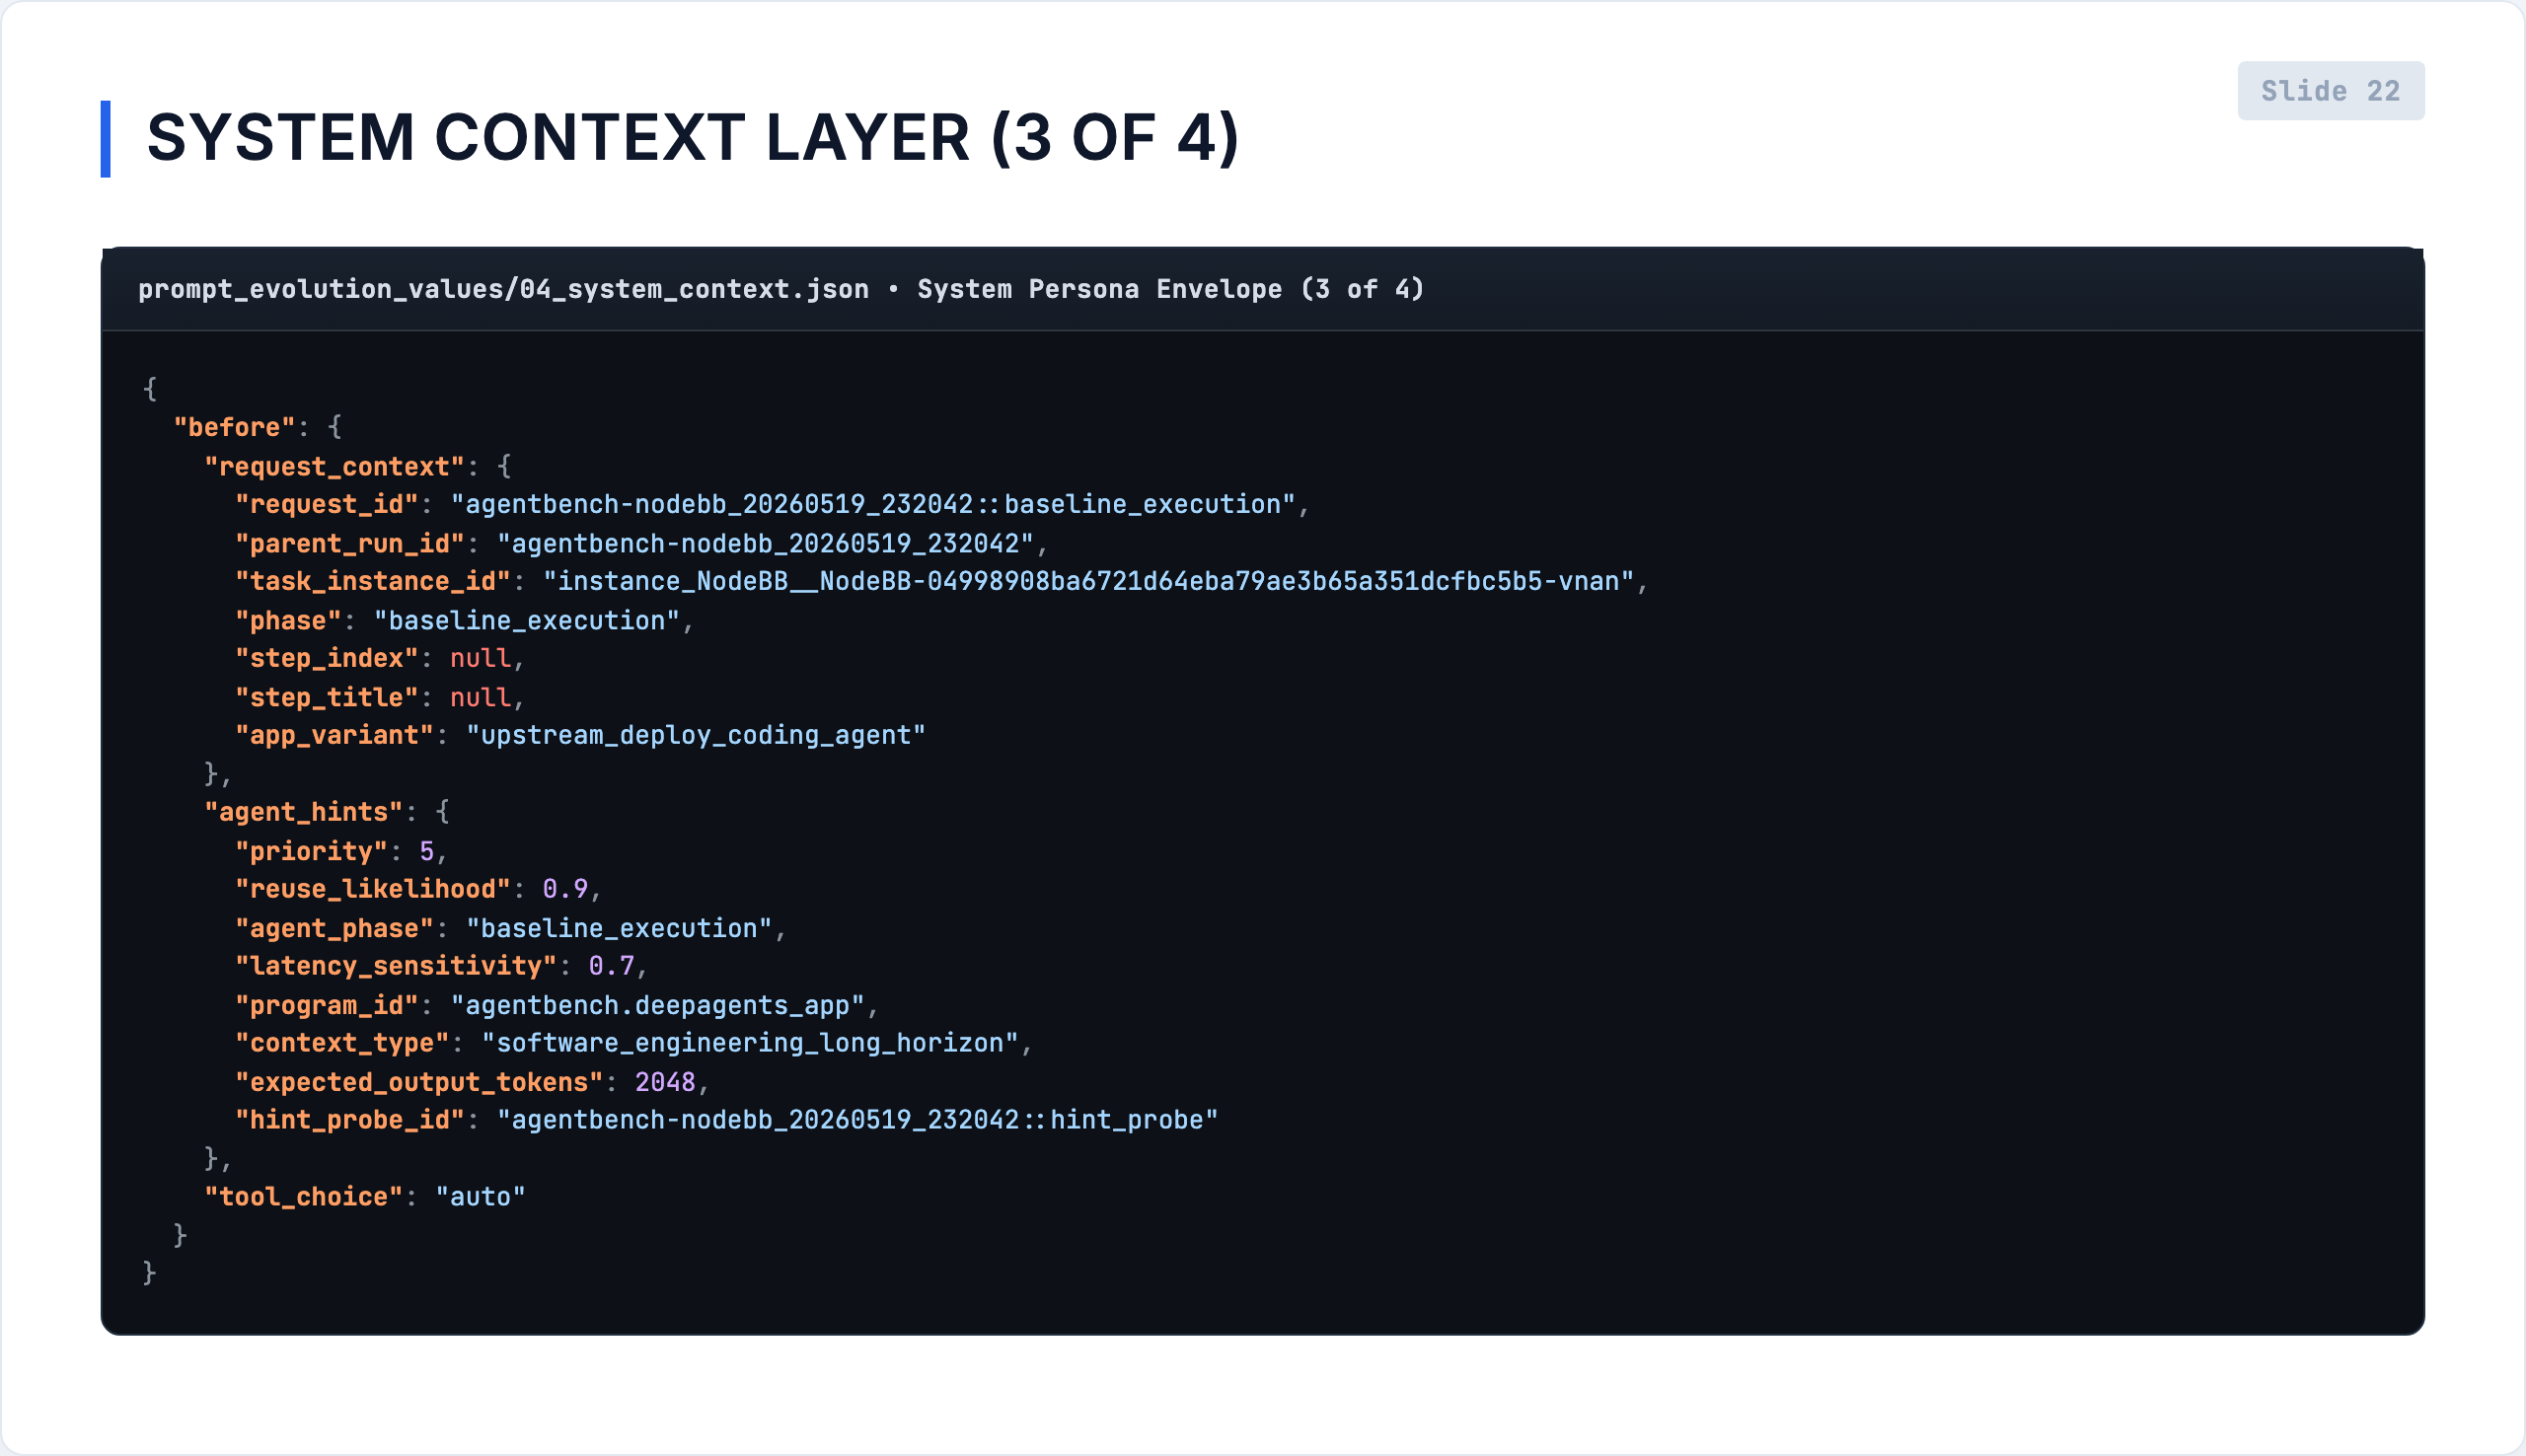 Slide 22
SYSTEM CONTEXT LAYER (3 OF 4)
prompt_evolution_values/04_system_context.json • System Persona Envelope (3 of 4)
{
  "before": {
    "request_context": {
      "request_id": "agentbench-nodebb_20260519_232042::baseline_execution",
      "parent_run_id": "agentbench-nodebb_20260519_232042",
      "task_instance_id": "instance_NodeBB__NodeBB-04998908ba6721d64eba79ae3b65a351dcfbc5b5-vnan",
      "phase": "baseline_execution",
      "step_index": null,
      "step_title": null,
      "app_variant": "upstream_deploy_coding_agent"
    },
    "agent_hints": {
      "priority": 5,
      "reuse_likelihood": 0.9,
      "agent_phase": "baseline_execution",
      "latency_sensitivity": 0.7,
      "program_id": "agentbench.deepagents_app",
      "context_type": "software_engineering_long_horizon",
      "expected_output_tokens": 2048,
      "hint_probe_id": "agentbench-nodebb_20260519_232042::hint_probe"
    },
    "tool_choice": "auto"
  }
}